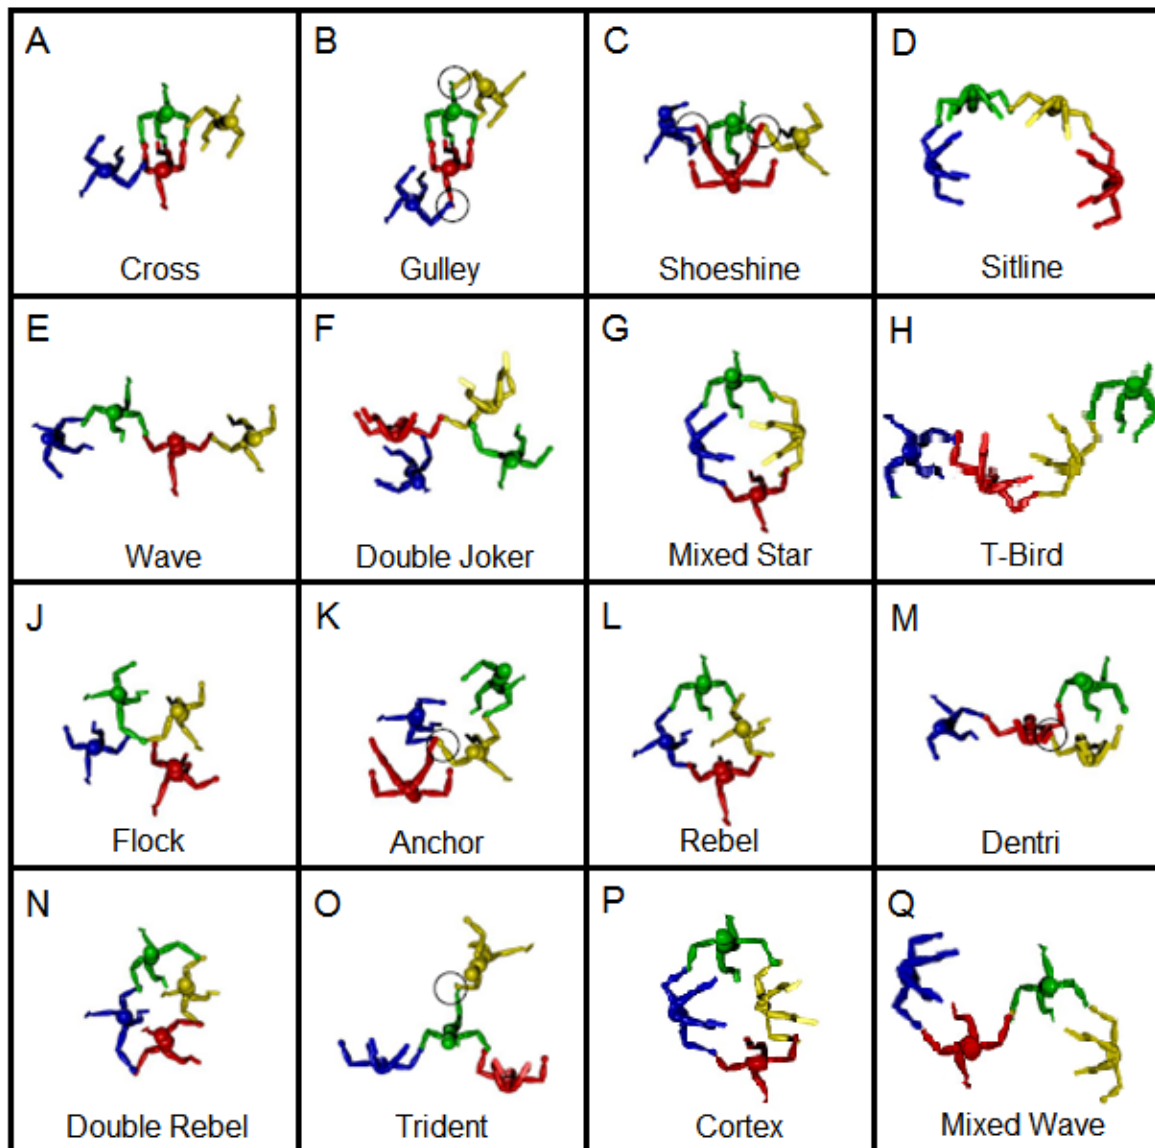 A
Cross
B
Gulley
C
Shoeshine
D
Sitline
E
Wave
F
Double Joker
G
Mixed Star
H
T-Bird
J
Flock
K
Anchor
L
Rebel
M
Dentri
N
Double Rebel
O
Trident
P
Cortex
Q
Mixed Wave